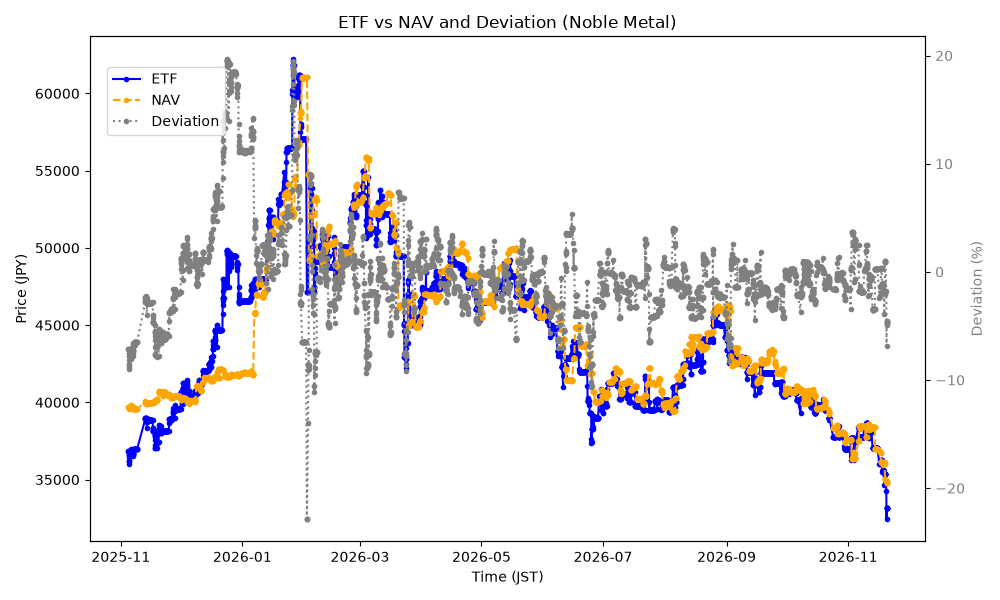 ETF vs NAV and Deviation (Noble Metal)
ETF
NAV
Deviation
Price (JPY)
60000
55000
50000
45000
40000
35000
20
10
0
−10
−20
Deviation (%)
2025-11
2026-01
2026-03
2026-05
2026-07
2026-09
2026-11
Time (JST)